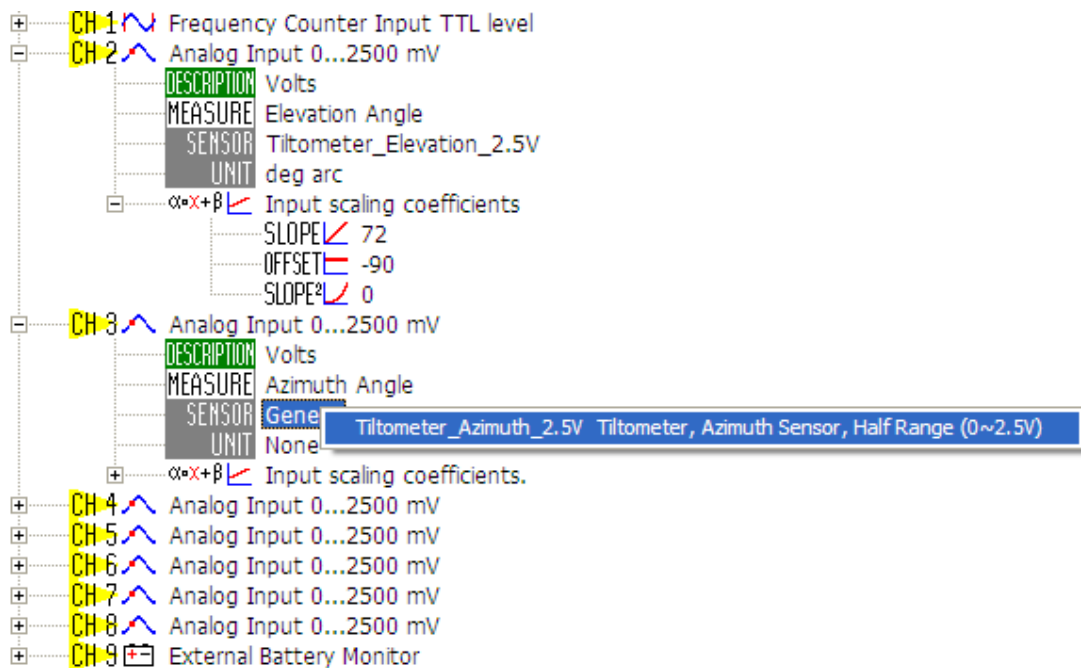 CH 1 Frequency Counter Input TTL level
CH 2 Analog Input 0...2500 mV
DESCRIPTION Volts
MEASURE Elevation Angle
SENSOR Tiltometer_Elevation_2.5V
UNIT deg arc
α•X+β Input scaling coefficients
SLOPE 72
OFFSET -90
SLOPE² 0
CH 3 Analog Input 0...2500 mV
DESCRIPTION Volts
MEASURE Azimuth Angle
SENSOR Gene
Tiltometer_Azimuth_2.5V Tiltometer, Azimuth Sensor, Half Range (0~2.5V)
UNIT None
α•X+β Input scaling coefficients.
CH 4 Analog Input 0...2500 mV
CH 5 Analog Input 0...2500 mV
CH 6 Analog Input 0...2500 mV
CH 7 Analog Input 0...2500 mV
CH 8 Analog Input 0...2500 mV
CH 9 External Battery Monitor